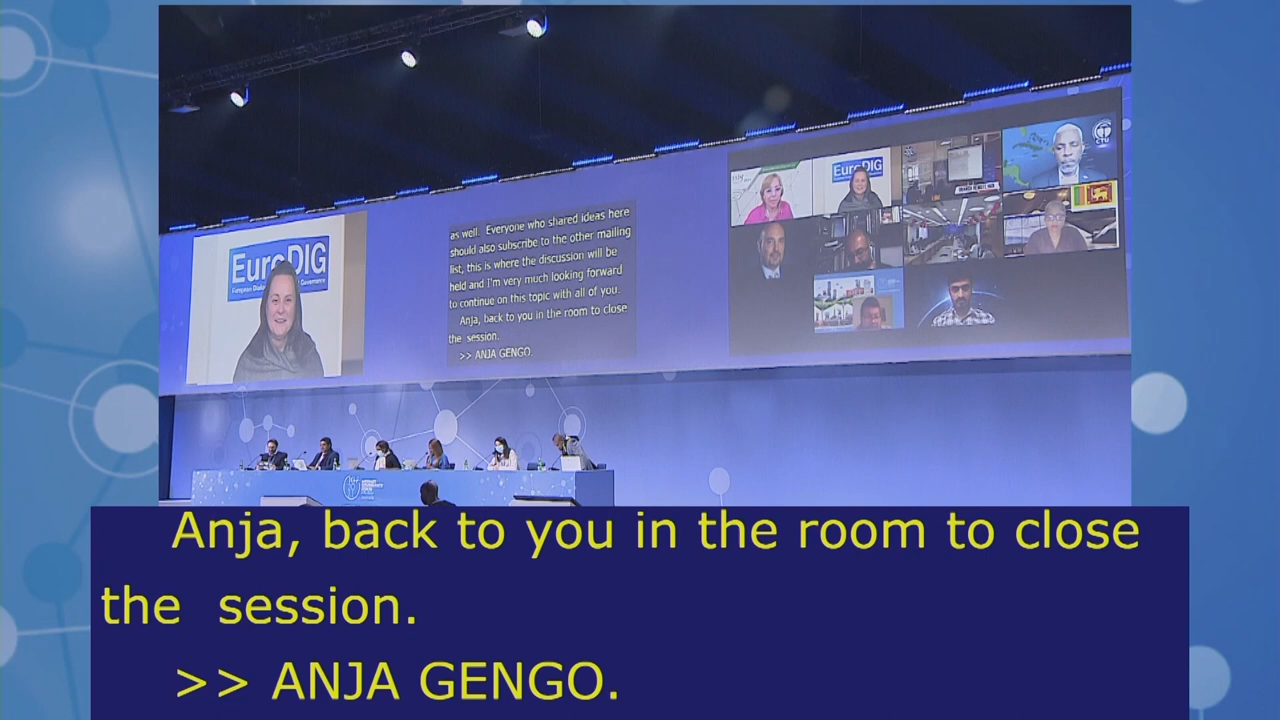 EuroDIG
as well. Everyone who shared ideas here
should also subscribe to the other mailing
list, this is where the discussion will be
held and I'm very much looking forward
to continue on this topic with all of you.
Anja, back to you in the room to close
the session.
>> ANJA GENGO.
EuroDIG
CTU
Anja, back to you in the room to close
the session.
>> ANJA GENGO.